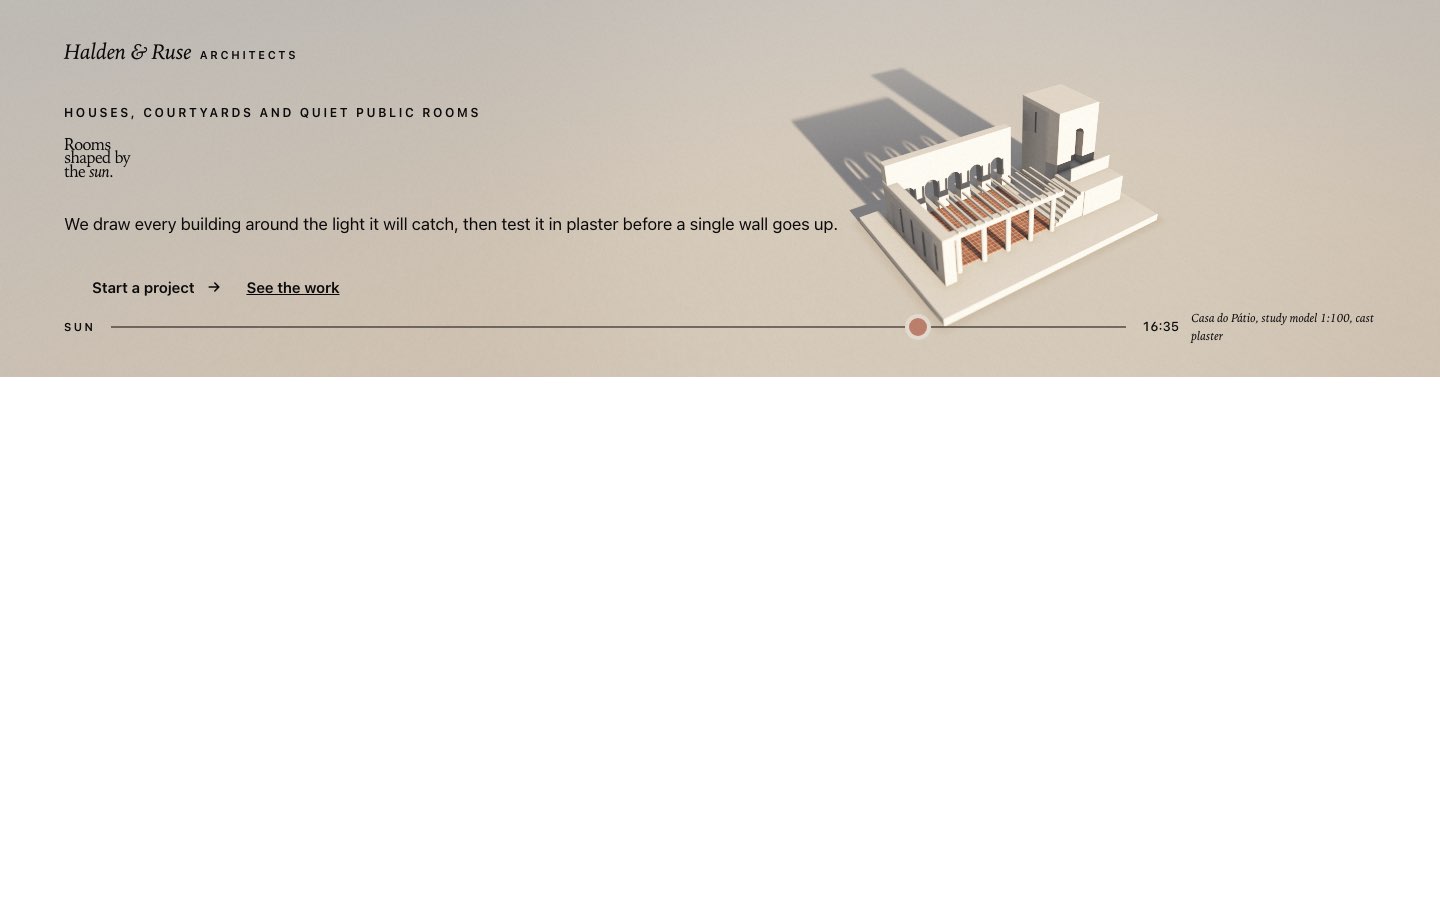 Halden & Ruse ARCHITECTS
HOUSES, COURTYARDS AND QUIET PUBLIC ROOMS
Rooms
shaped by
the sun.
We draw every building around the light it will catch, then test it in plaster before a single wall goes up.
Start a project → See the work
SUN 16:35
Casa do Pátio, study model 1:100, cast
plaster